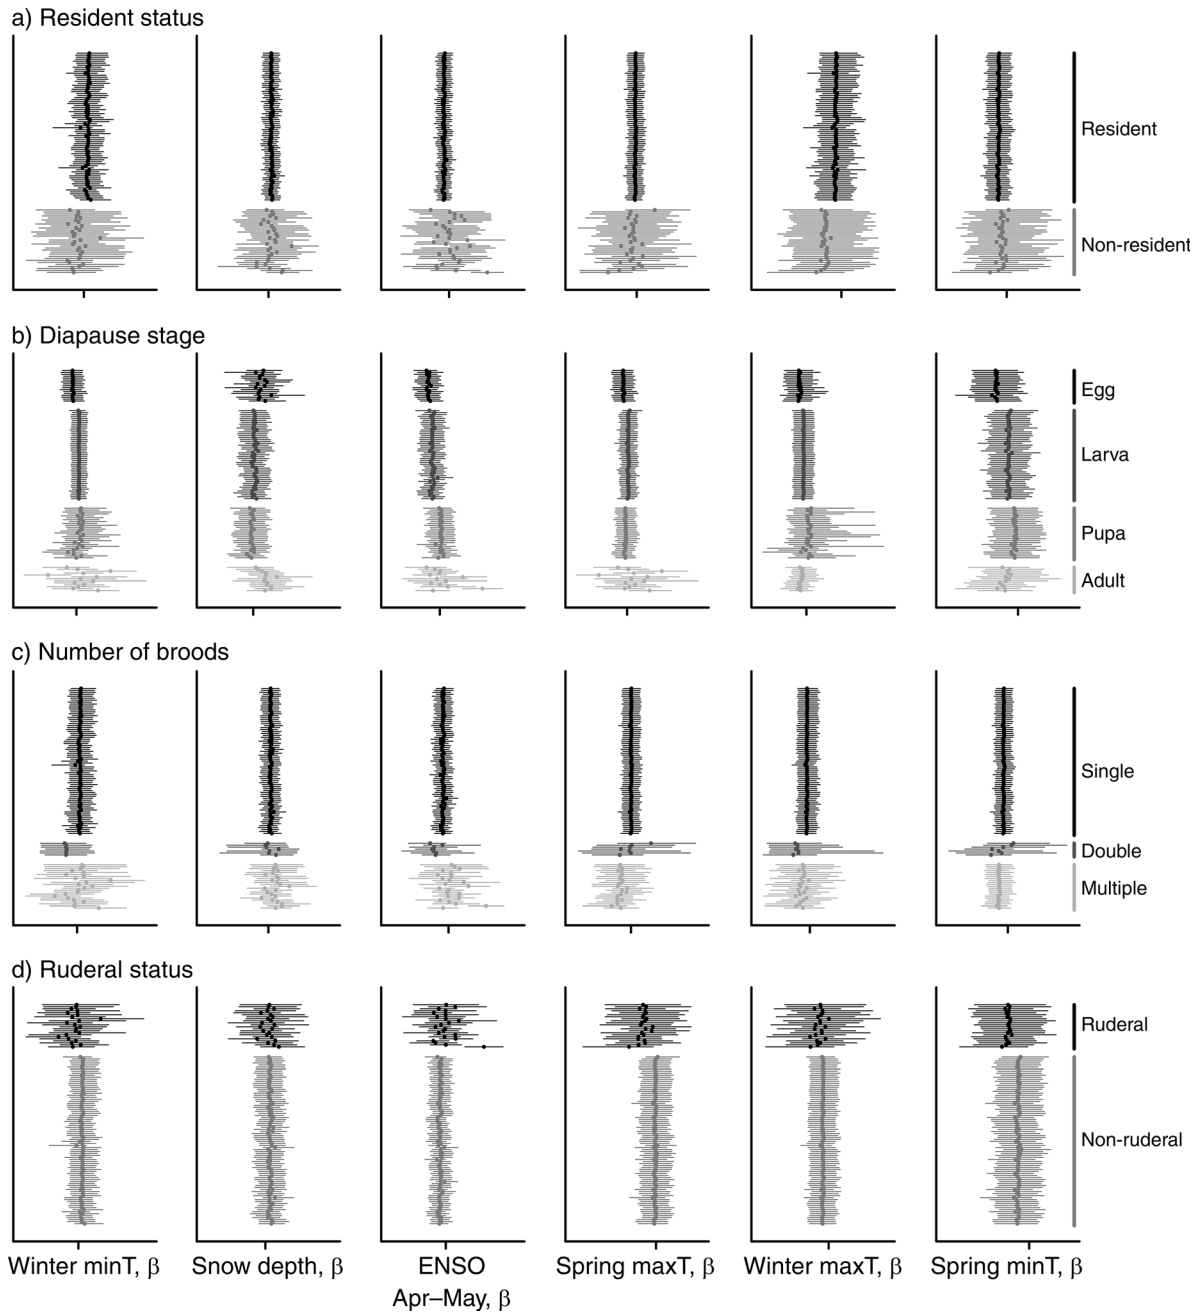 a) Resident status
Resident
Non-resident
b) Diapause stage
Egg
Larva
Pupa
Adult
c) Number of broods
Single
Double
Multiple
d) Ruderal status
Ruderal
Non-ruderal
Winter minT, β
Snow depth, β
ENSO
Apr–May, β
Spring maxT, β
Winter maxT, β
Spring minT, β